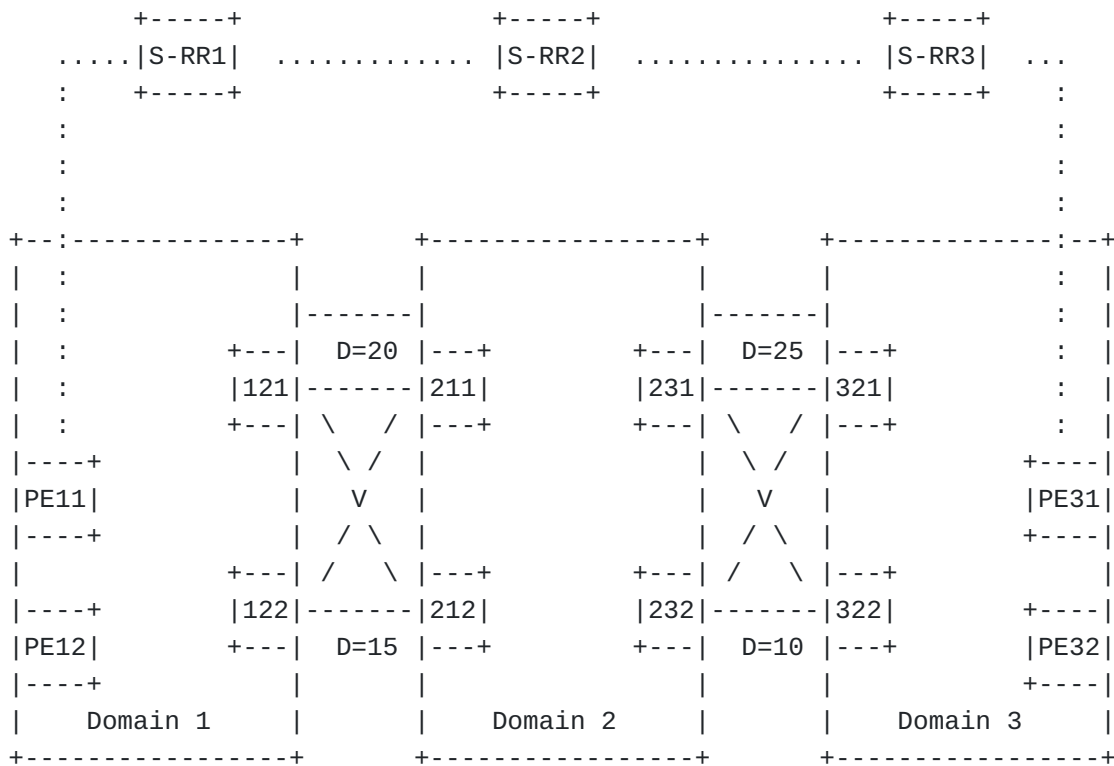 S-RR1 S-RR2 S-RR3
D=20 D=25
121 211 231 321
V V
PE11 PE31
122 212 232 322
PE12 D=15 D=10 PE32
Domain 1 Domain 2 Domain 3